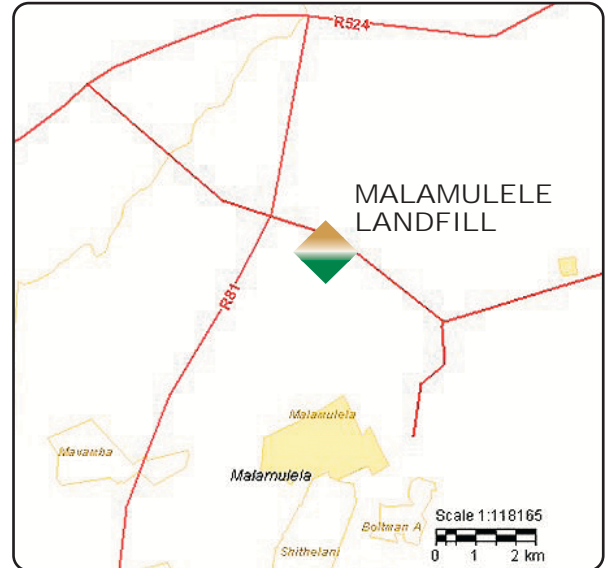 R524
MALAMULELE
LANDFILL
R81
Malamulela
Mavamba
Malamulela
Boltman A
Shithelani
Scale 1:118165
0 1 2 km